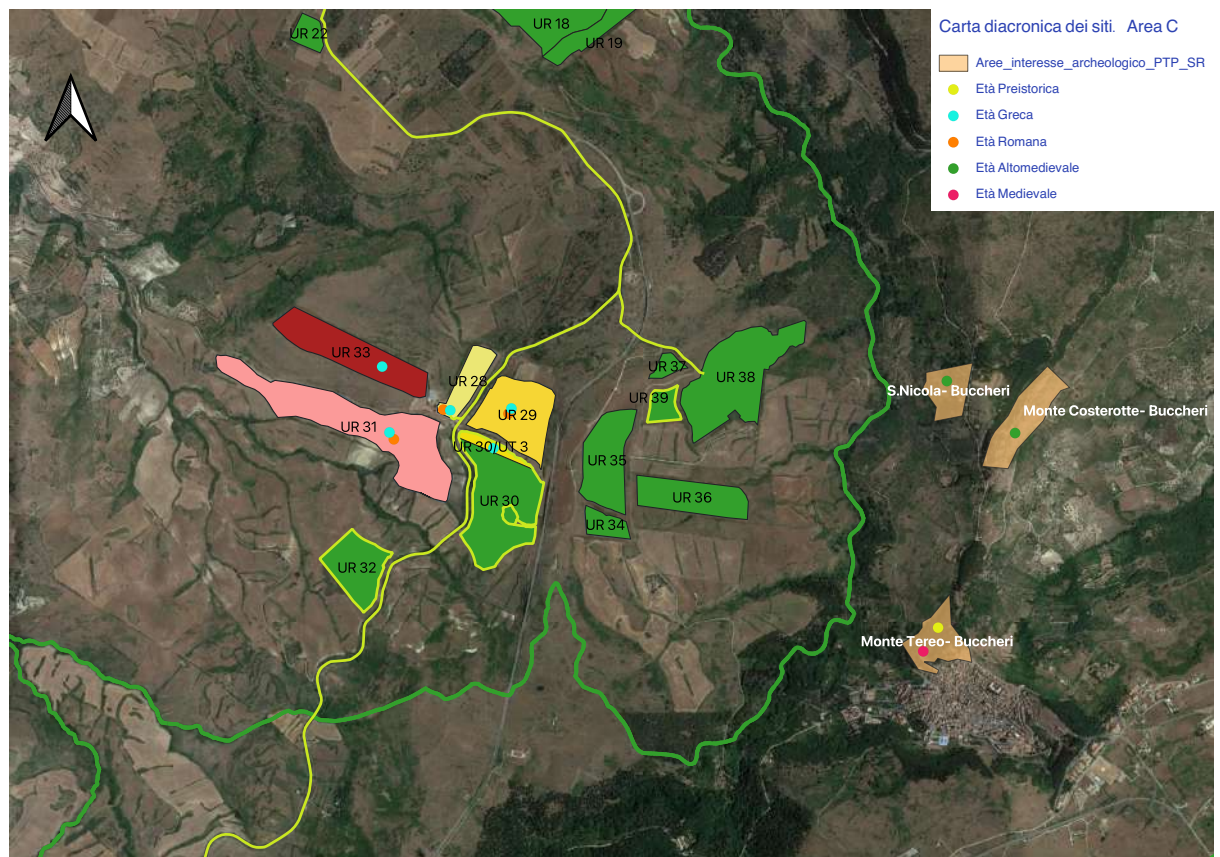 Carta diacronica dei siti. Area C
Aree_interesse_archeologico_PTP_SR
Età Preistorica
Età Greca
Età Romana
Età Altomedievale
Età Medievale
UR 22
UR 18
UR 19
UR 33
UR 28
UR 37
UR 38
S.Nicola- Buccheri
UR 39
Monte Costerotte- Buccheri
UR 29
UR 31
UR 30/UT 3
UR 35
UR 30
UR 36
UR 34
UR 32
Monte Tereo- Buccheri